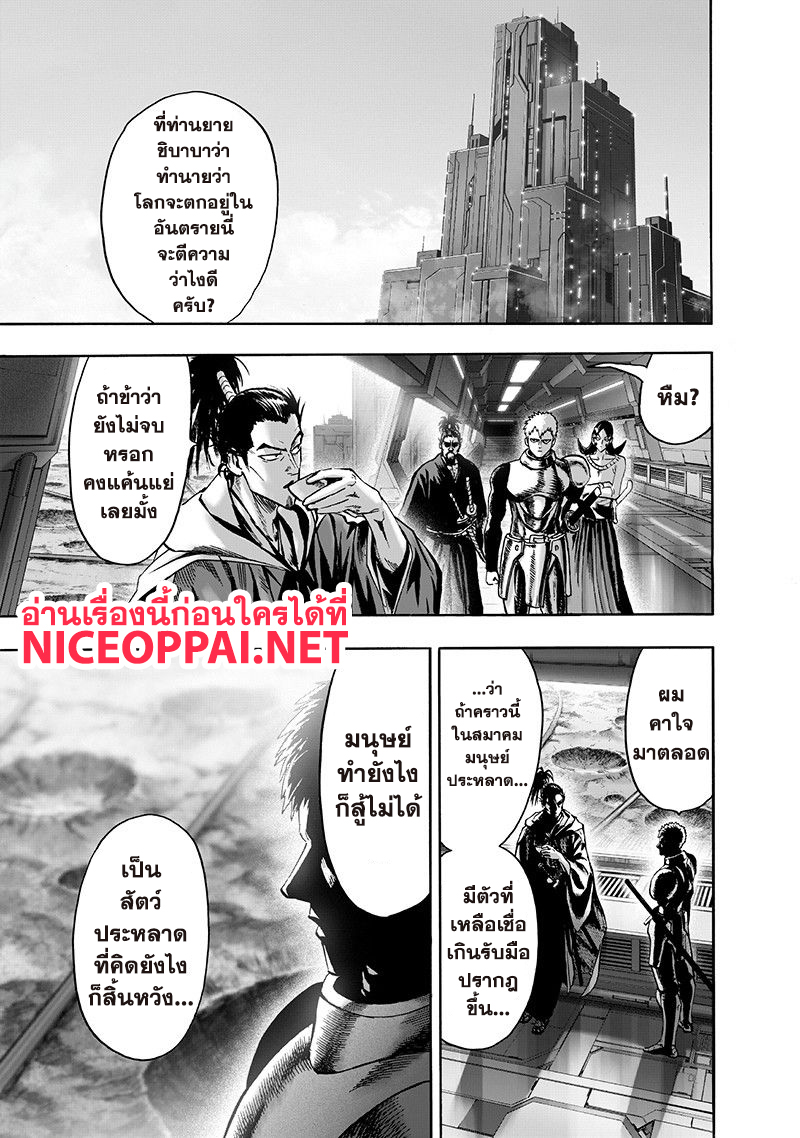 ที่ท่านยาย
ชิบาบาว่า
ทำนายว่า
โลกจะตกอยู่ใน
อันตรายนี่
จะตีความ
ว่าไงดี
ครับ?
หืม?
ถ้าข้าว่า
ยังไม่จบ
หรอก
คงแค้นแย่
เลยมั้ง
อ่านเรื่องนี้ก่อนใครได้ที่
NICEOPPAI.NET
ผม
คาใจ
มาตลอด
...ว่า
ถ้าคราวนี้
ในสมาคม
มนุษย์
ประหลาด...
มีตัวที่
เหลือเชื่อ
เกินรับมือ
ปรากฎ
ขึ้น...
มนุษย์
ทำยังไง
ก็สู้ไม่ได้
เป็น
สัตว์
ประหลาด
ที่คิดยังไง
ก็สิ้นหวัง...